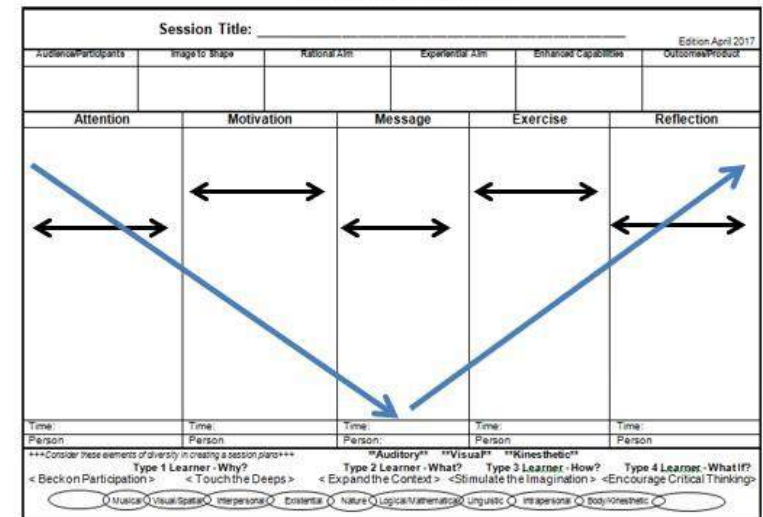 Session Title: ____________________
Edition April 2017
Audience/Participants Image to Shape Rational Aim Experiential Aim Enhanced Capabilities Outcomes/Product
Attention Motivation Message Exercise Reflection
Time: Time: Time: Time: Time:
Person Person Person: Person Person
+++Consider these elements of diversity in creating a session plans+++ **Auditory** **Visual** **Kinesthetic**
Type 1 Learner - Why? Type 2 Learner - What? Type 3 Learner - How? Type 4 Learner - What If?
< Beckon Participation > < Touch the Deeps > < Expand the Context > <Stimulate the Imagination > <Encourage Critical Thinking>
Musical Visual/Spatial Interpersonal Existential Nature Logical/Mathematical Linguistic Intrapersonal Body/Kinesthetic